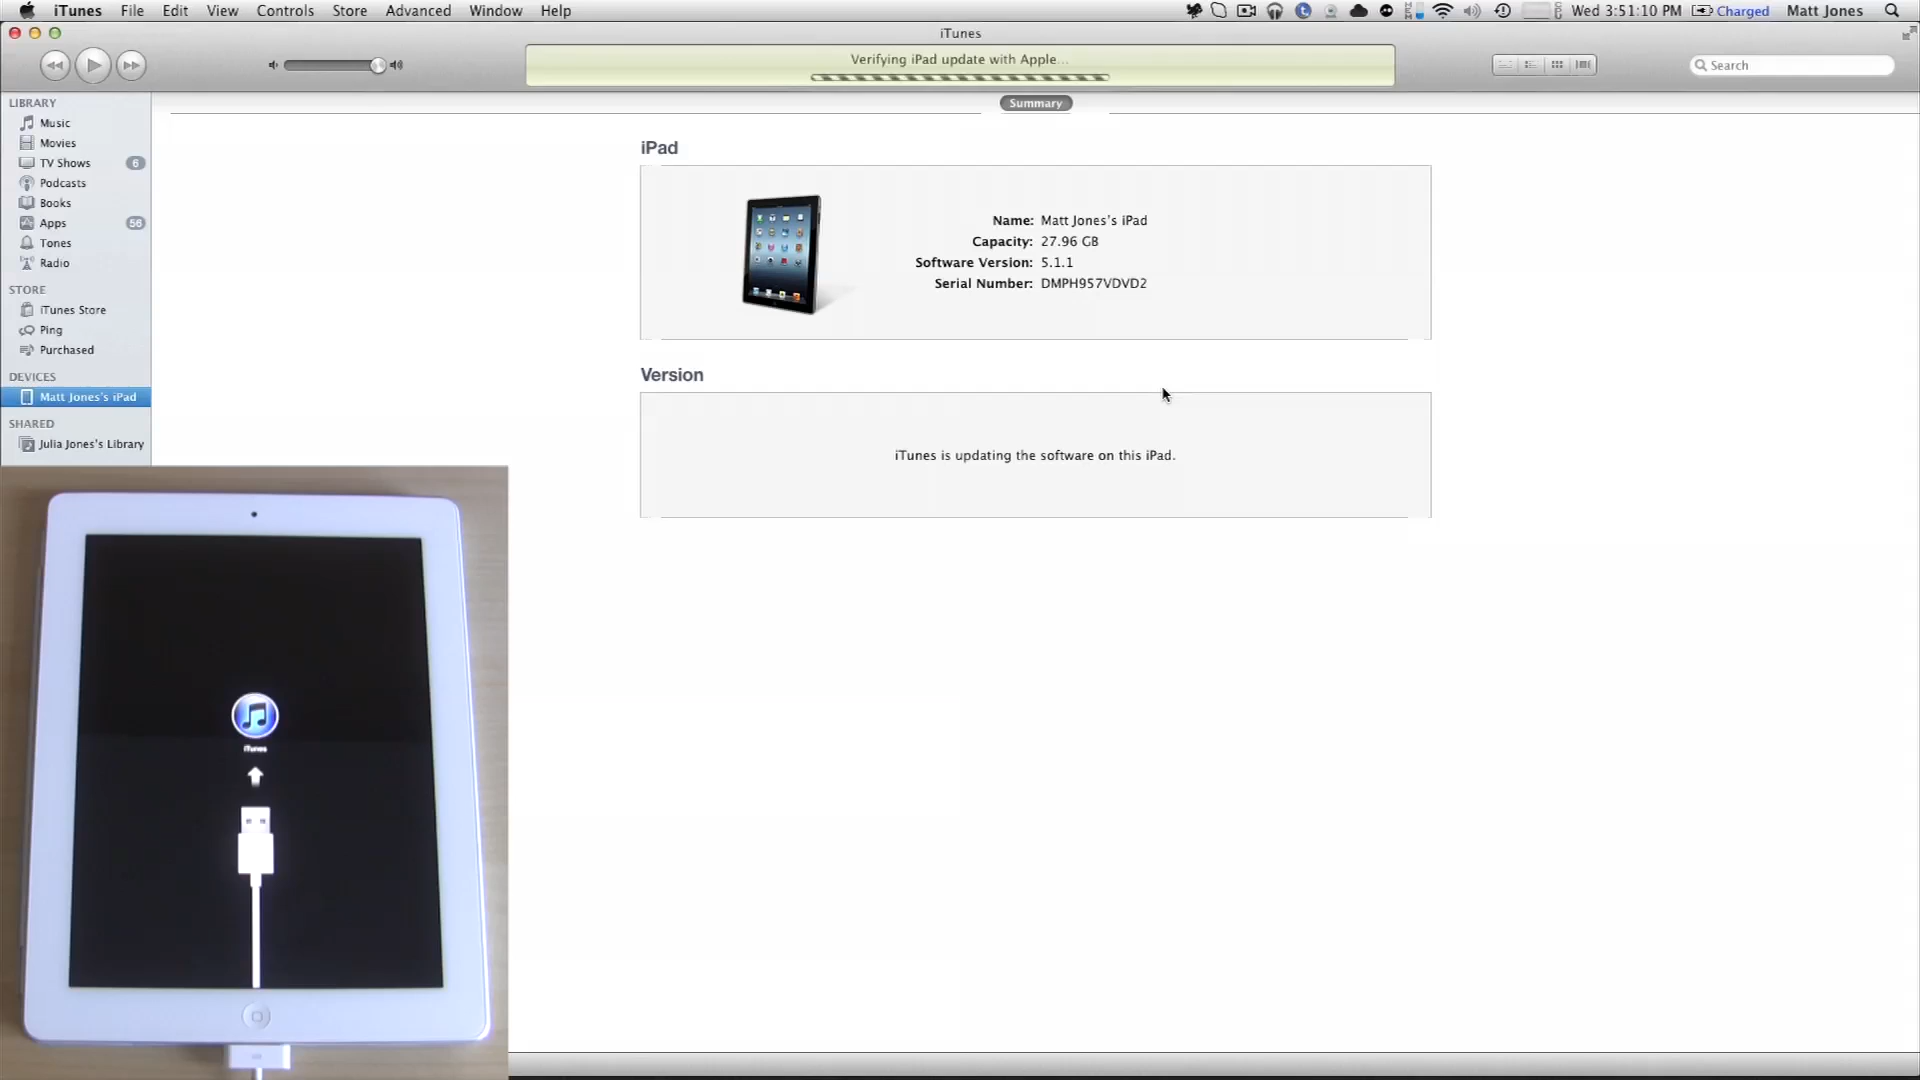 iTunes File Edit View Controls Store Advanced Window Help Wed 3:51:10 PM Charged Matt Jones
iTunes
Verifying iPad update with Apple...
Search
LIBRARY
Music
Movies
TV Shows 6
Podcasts
Books
Apps 56
Tones
Radio
STORE
iTunes Store
Ping
Purchased
DEVICES
Matt Jones's iPad
SHARED
Julia Jones's Library
Summary
iPad
Name: Matt Jones's iPad
Capacity: 27.96 GB
Software Version: 5.1.1
Serial Number: DMPH957VDVD2
Version
iTunes is updating the software on this iPad.
iTunes